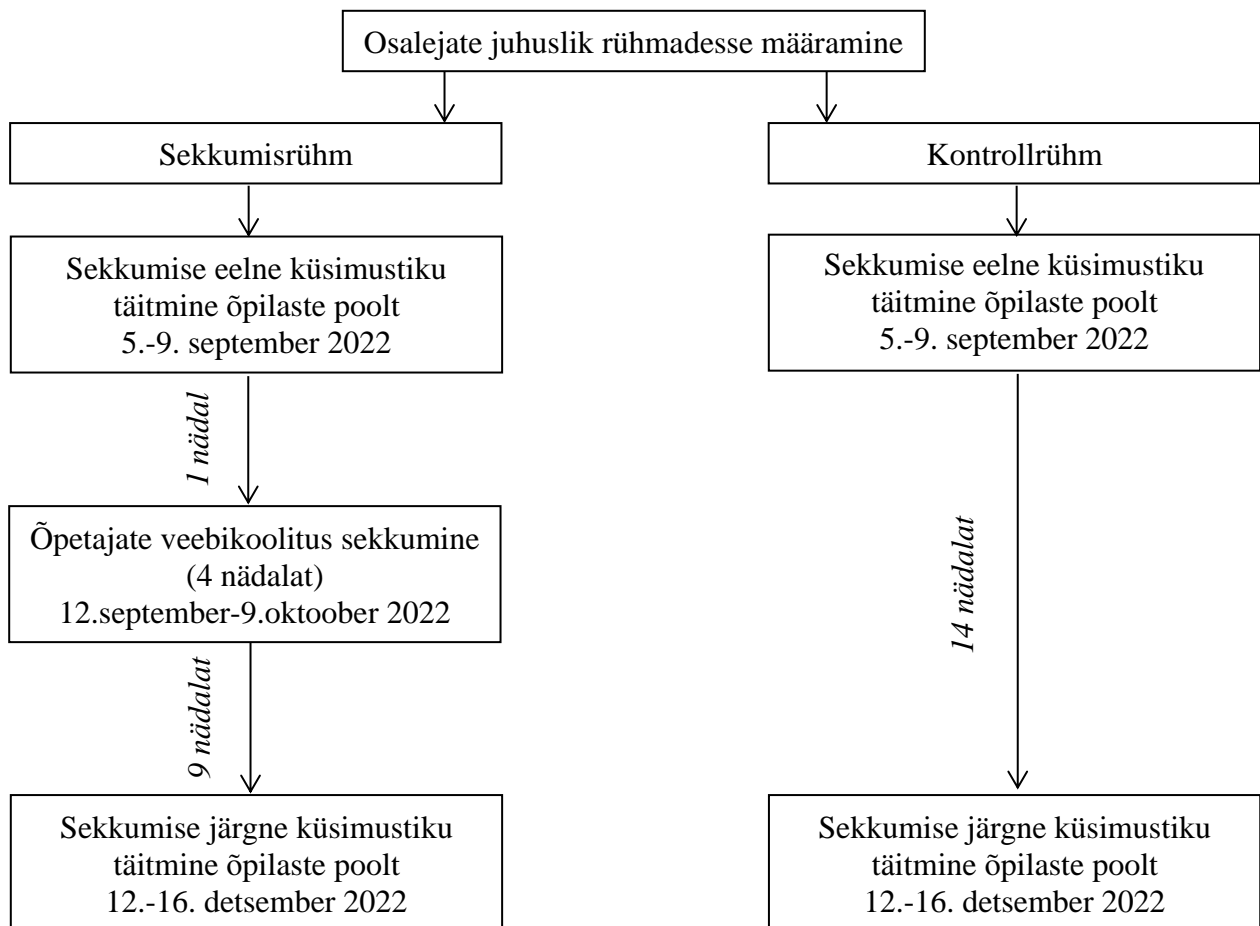 Osalejate juhuslik rühmadesse määramine
Sekkumisrühm
Kontrollrühm
Sekkumise eelne küsimustiku
täitmine õpilaste poolt
5.-9. september 2022
Sekkumise eelne küsimustiku
täitmine õpilaste poolt
5.-9. september 2022
1 nädal
Õpetajate veebikoolitus sekkumine
(4 nädalat)
12.september-9.oktoober 2022
14 nädalat
9 nädalat
Sekkumise järgne küsimustiku
täitmine õpilaste poolt
12.-16. detsember 2022
Sekkumise järgne küsimustiku
täitmine õpilaste poolt
12.-16. detsember 2022